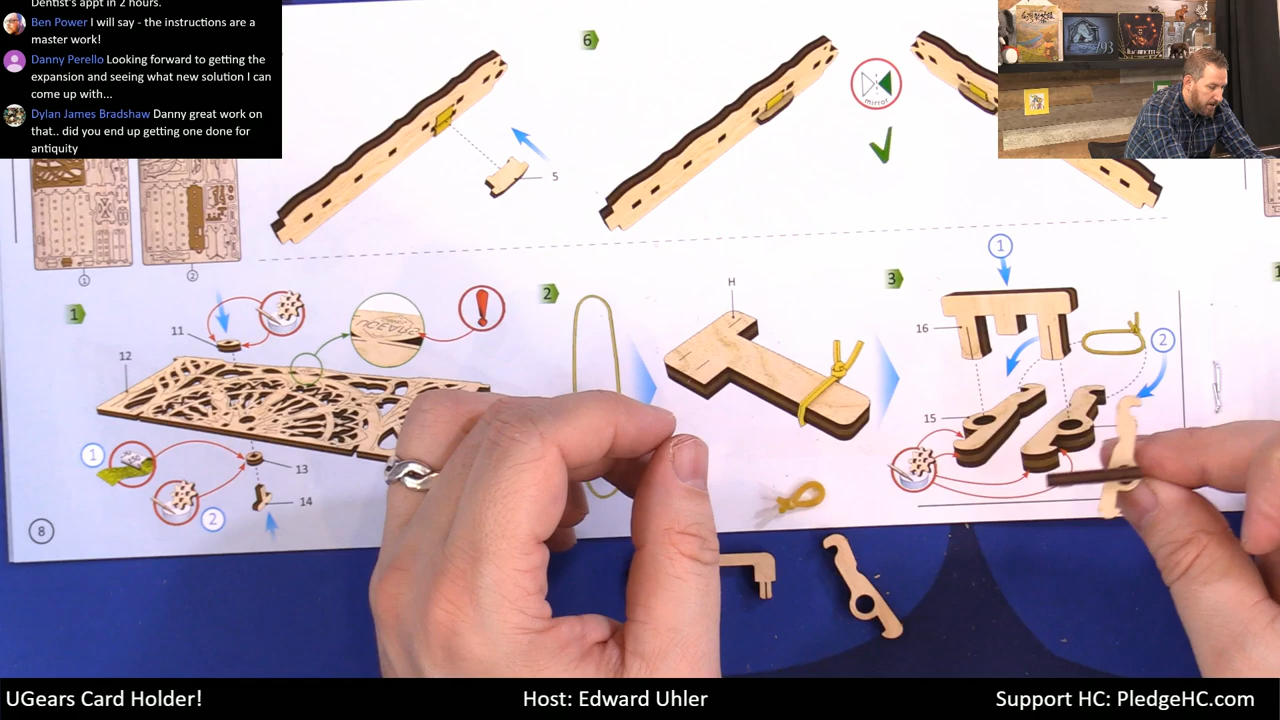 Dentist's appt in 2 hours.
Ben Power I will say - the instructions are a
master work!
Danny Perello Looking forward to getting the
expansion and seeing what new solution I can
come up with...
Dylan James Bradshaw Danny great work on
that.. did you end up getting one done for
antiquity
6
mirror
5
1
2
1
11
12
1
13
14
2
8
2
H
3
1
16
2
15
1
UGears Card Holder!
Host: Edward Uhler
Support HC: PledgeHC.com